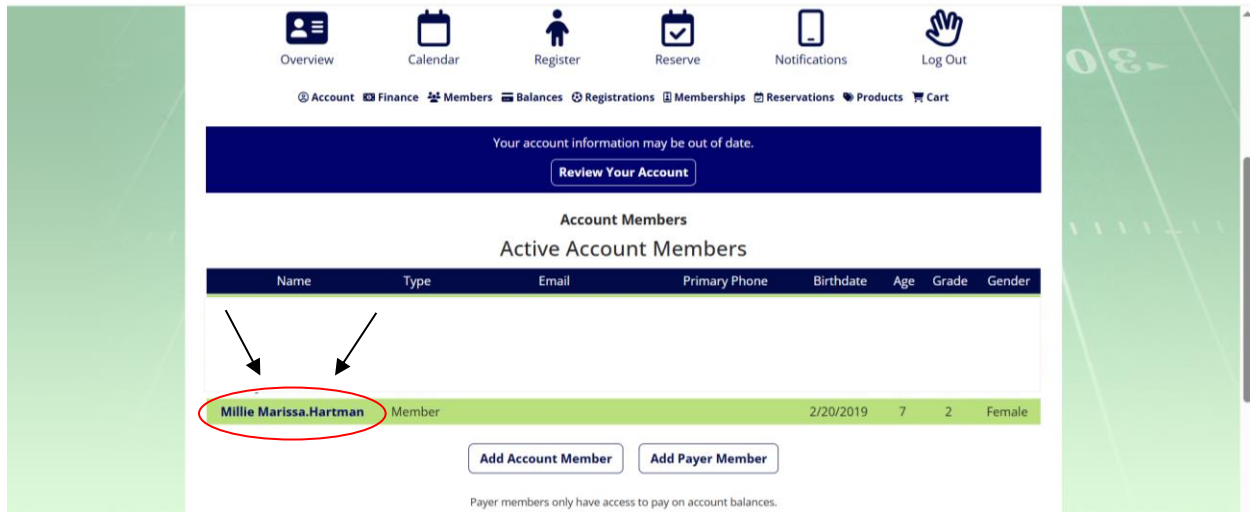 Overview Calendar Register Reserve Notifications Log Out
Account Finance Members Balances Registrations Memberships Reservations Products Cart
Your account information may be out of date.
Review Your Account
Account Members
Active Account Members
Name Type Email Primary Phone Birthdate Age Grade Gender
Millie Marissa.Hartman Member 2/20/2019 7 2 Female
Add Account Member Add Payer Member
Payer members only have access to pay on account balances.
30